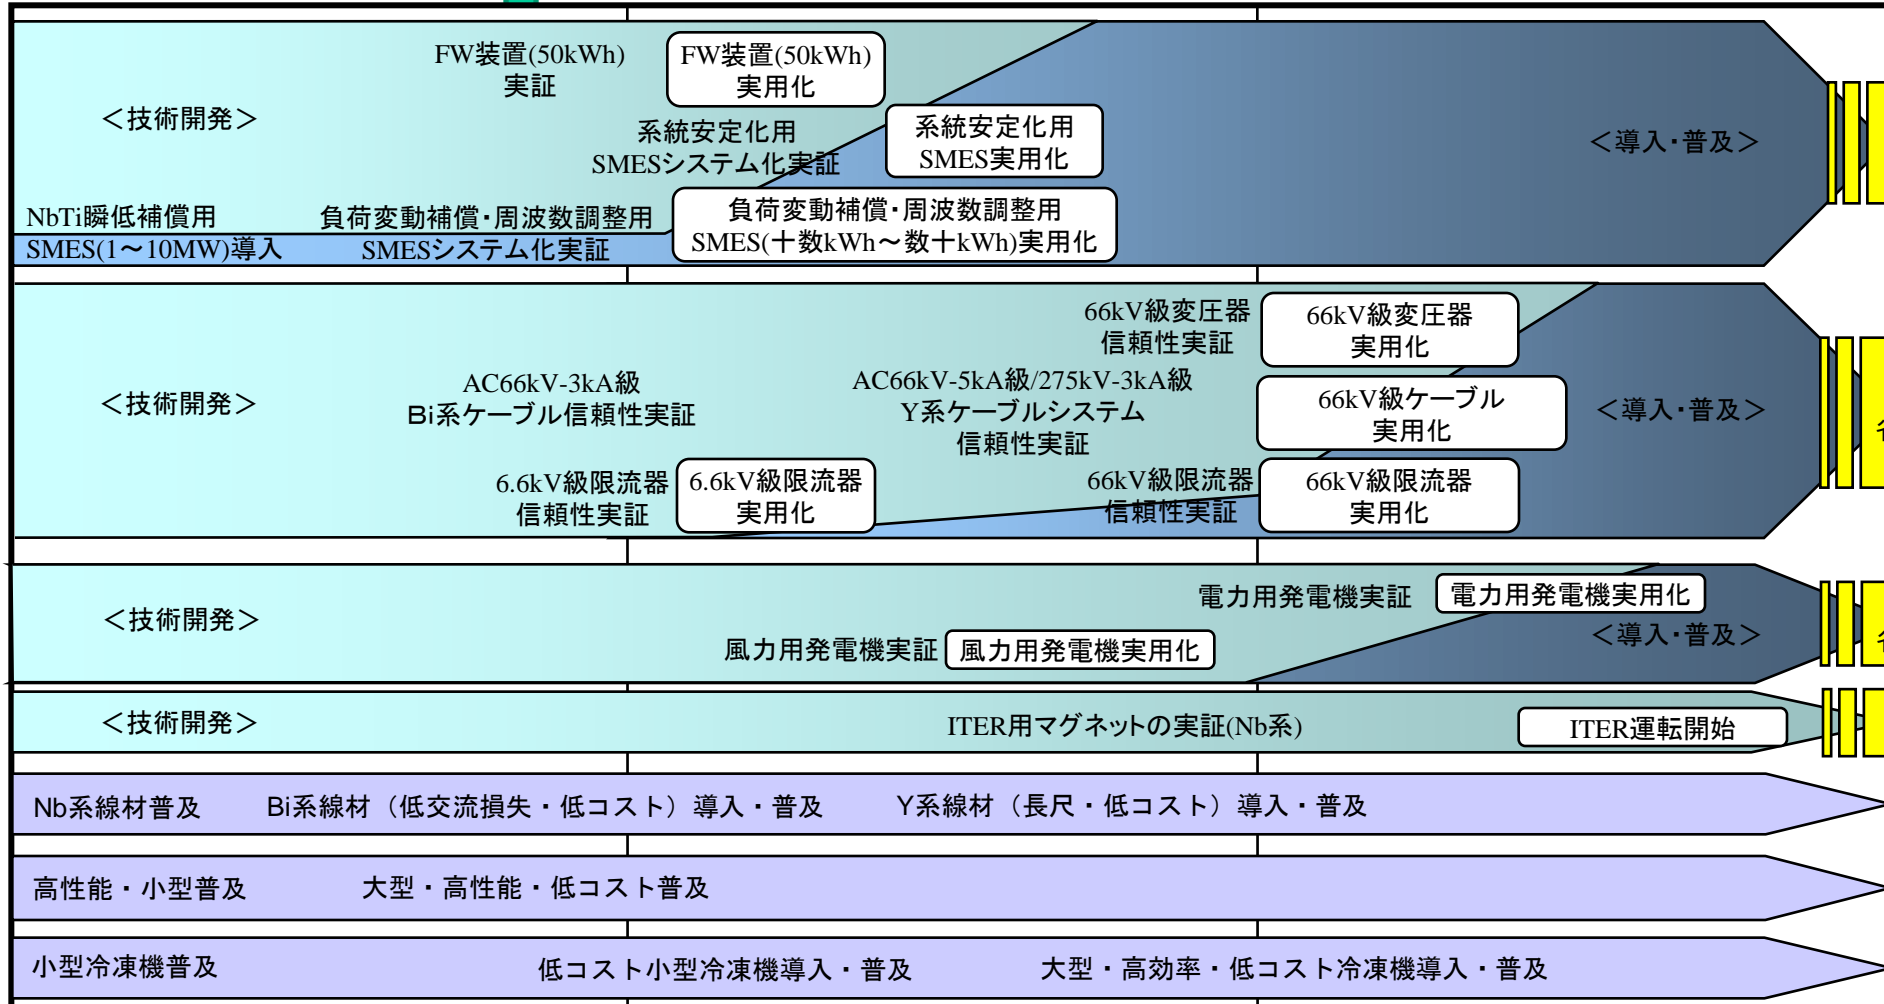 FW装置(50kWh)
実証
FW装置(50kWh)
実用化
＜技術開発＞
系統安定化用
SMESシステム化実証
系統安定化用
SMES実用化
＜導入・普及＞
NbTi瞬低補償用
SMES(1～10MW)導入
負荷変動補償・周波数調整用
SMESシステム化実証
負荷変動補償・周波数調整用
SMES(十数kWh～数十kWh)実用化
66kV級変圧器
信頼性実証
66kV級変圧器
実用化
＜技術開発＞
AC66kV-3kA級
Bi系ケーブル信頼性実証
AC66kV-5kA級/275kV-3kA級
Y系ケーブルシステム
信頼性実証
66kV級ケーブル
実用化
＜導入・普及＞
6.6kV級限流器
信頼性実証
6.6kV級限流器
実用化
66kV級限流器
信頼性実証
66kV級限流器
実用化
＜技術開発＞
電力用発電機実証
電力用発電機実用化
風力用発電機実証
風力用発電機実用化
＜導入・普及＞
＜技術開発＞
ITER用マグネットの実証(Nb系)
ITER運転開始
Nb系線材普及
Bi系線材（低交流損失・低コスト）導入・普及
Y系線材（長尺・低コスト）導入・普及
高性能・小型普及
大型・高性能・低コスト普及
小型冷凍機普及
低コスト小型冷凍機導入・普及
大型・高効率・低コスト冷凍機導入・普及